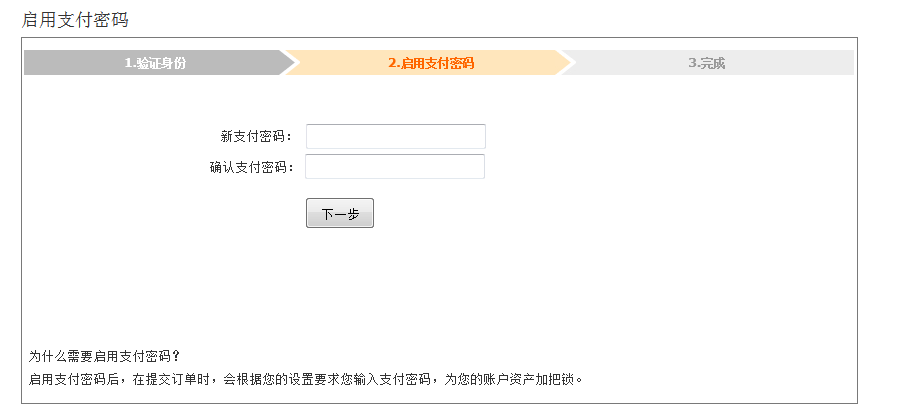 启用支付密码
1.验证身份
2.启用支付密码
3.完成
新支付密码：
确认支付密码：
下一步
为什么需要启用支付密码？
启用支付密码后，在提交订单时，会根据您的设置要求您输入支付密码，为您的账户资产加把锁。